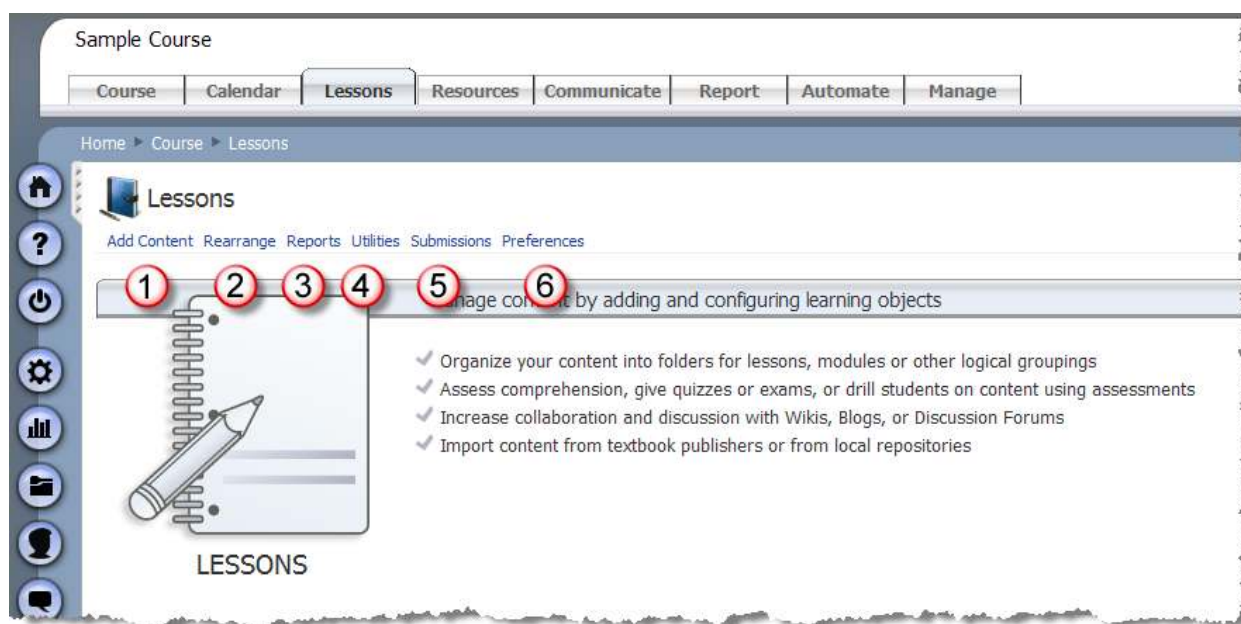 Sample Course
Course Calendar Lessons Resources Communicate Report Automate Manage
Home Course Lessons
Lessons
Add Content Rearrange Reports Utilities Submissions Preferences
1 2 3 4 5 6
by adding and configuring learning objects
Organize your content into folders for lessons, modules or other logical groupings
Assess comprehension, give quizzes or exams, or drill students on content using assessments
Increase collaboration and discussion with Wikis, Blogs, or Discussion Forums
Import content from textbook publishers or from local repositories
LESSONS